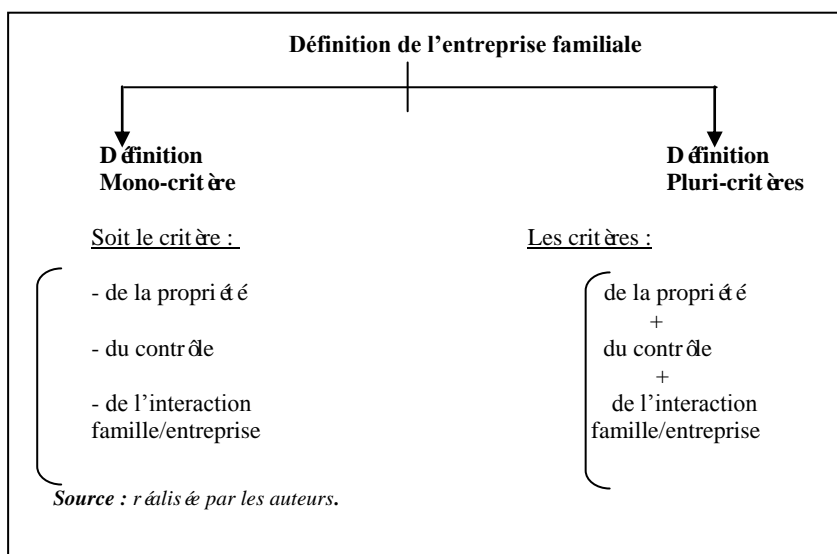 Définition de l’entreprise familiale
Définition
Mono-critère
Définition
Pluri-critères
Soit le critère :
- de la propriété
- du contrôle
- de l’interaction
famille/entreprise
Les critères :
de la propriété
+
du contrôle
+
de l’interaction
famille/entreprise
Source : réalisée par les auteurs.